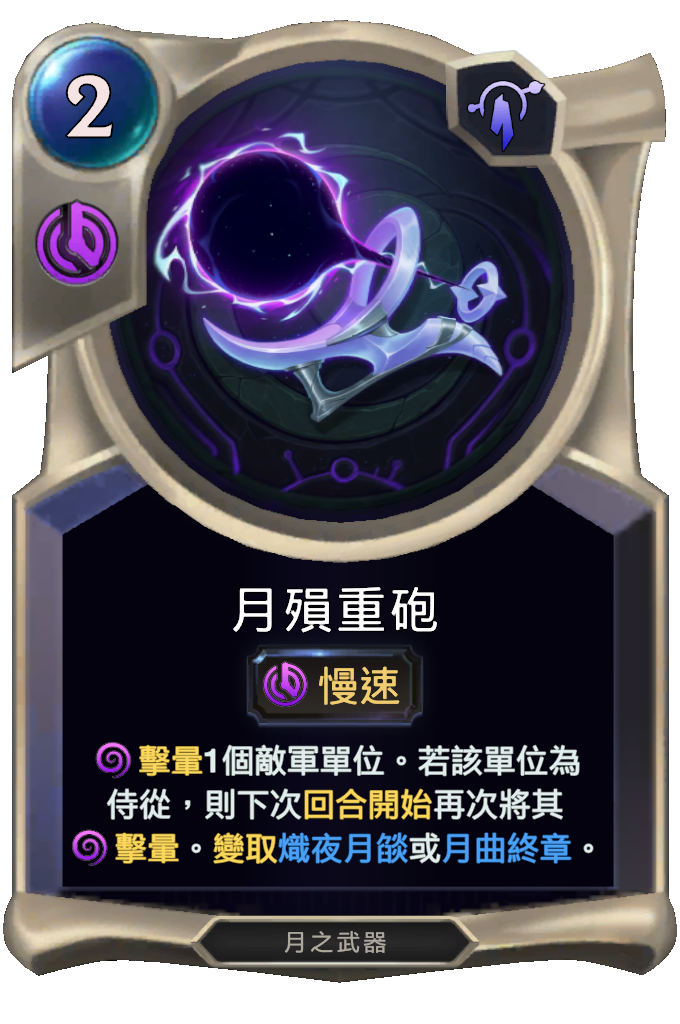 2
月殞重砲
慢速
擊暈1個敵軍單位。若該單位為
侍從，則下次回合開始再次將其
擊暈。變取熾夜月燄或月曲終章。
月之武器